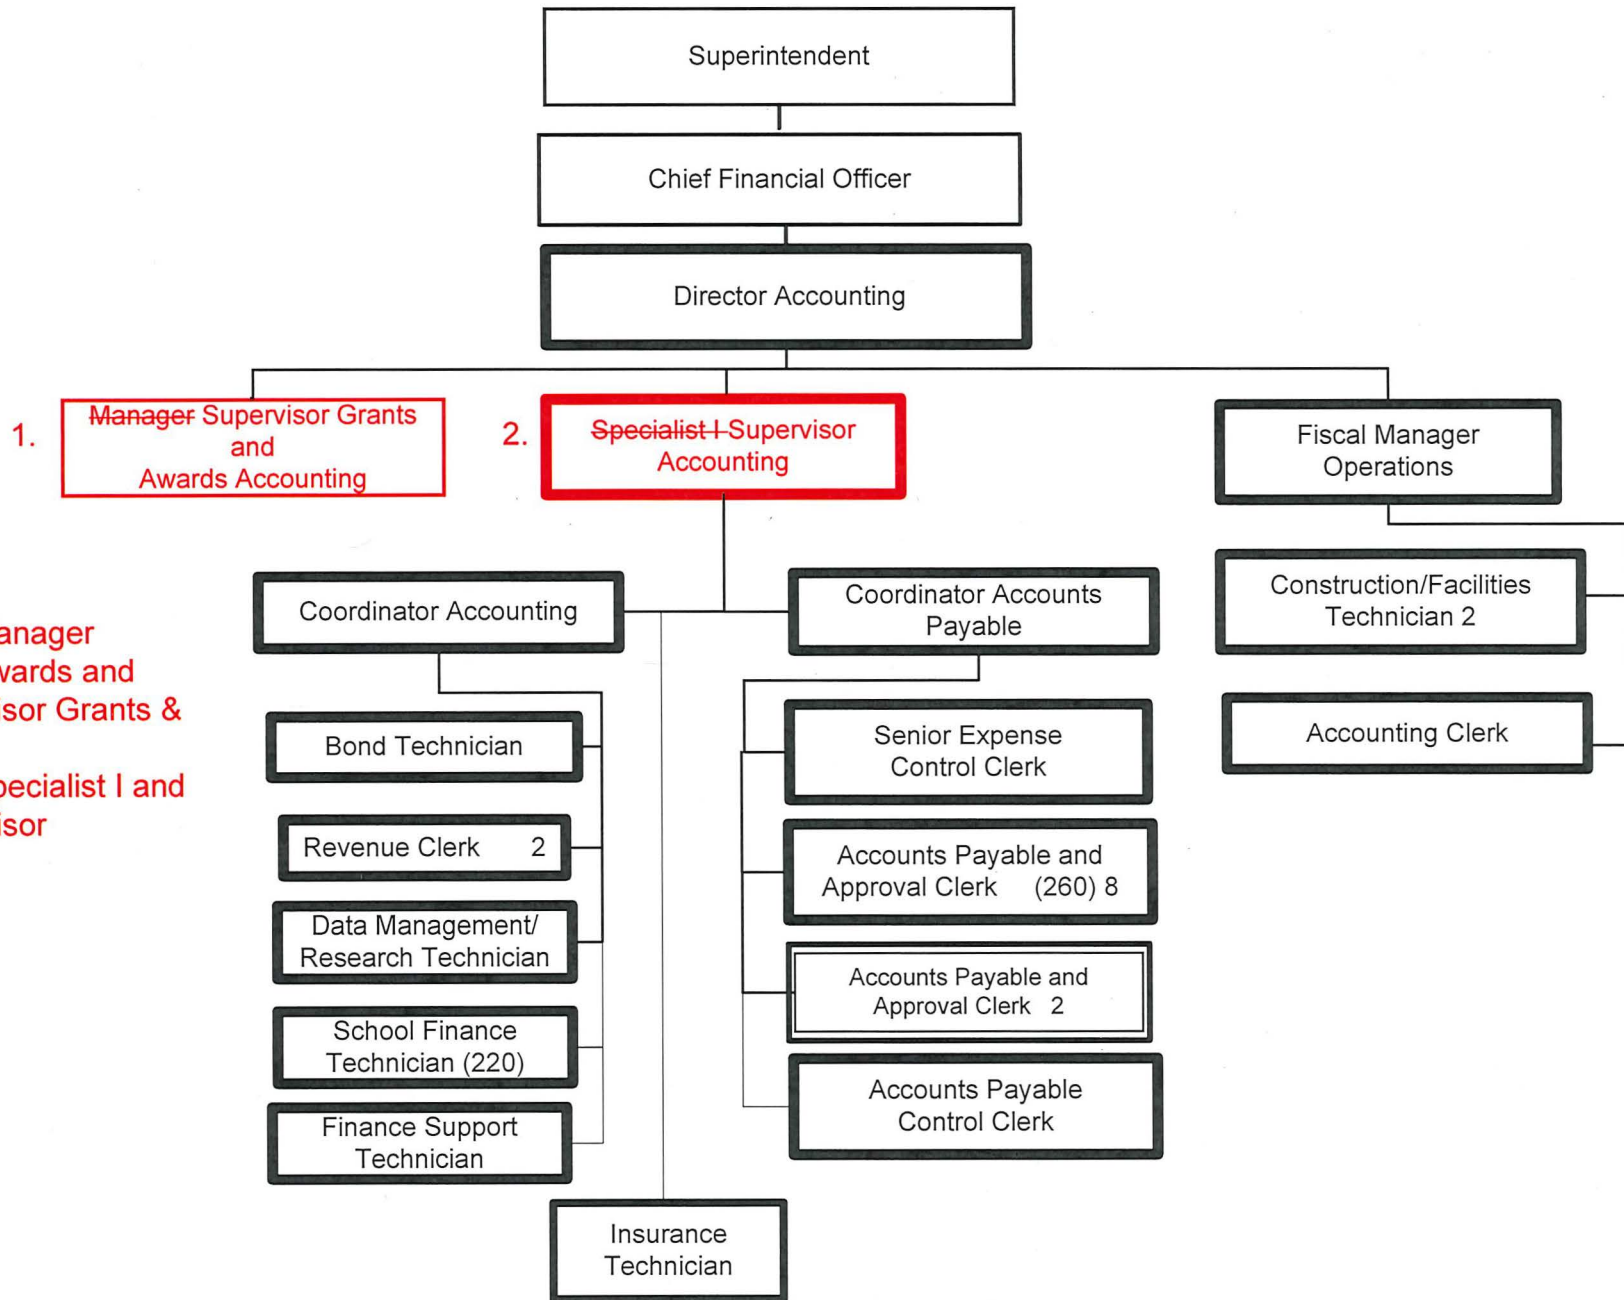 Superintendent
Chief Financial Officer
Director Accounting
1.
Manager Supervisor Grants
and
Awards Accounting
2.
Specialist I Supervisor
Accounting
Fiscal Manager
Operations
Coordinator Accounting
Coordinator Accounts
Payable
Construction/Facilities
Technician 2
Accounting Clerk
anager
wards and
isor Grants &
pecialist I and
isor
Bond Technician
Revenue Clerk 2
Data Management/
Research Technician
School Finance
Technician (220)
Finance Support
Technician
Senior Expense
Control Clerk
Accounts Payable and
Approval Clerk (260) 8
Accounts Payable and
Approval Clerk 2
Accounts Payable
Control Clerk
Insurance
Technician